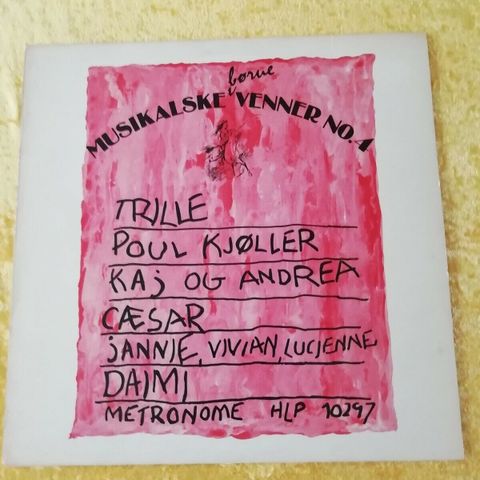 børne
MUSIKALSKE VENNER NO.4
TRILLE
POUL KJØLLER
KAJ OG ANDREA
CÆSAR
JANNIE, VIVIAN, LUCIENNE
DAIMI
METRONOME HLP 10297